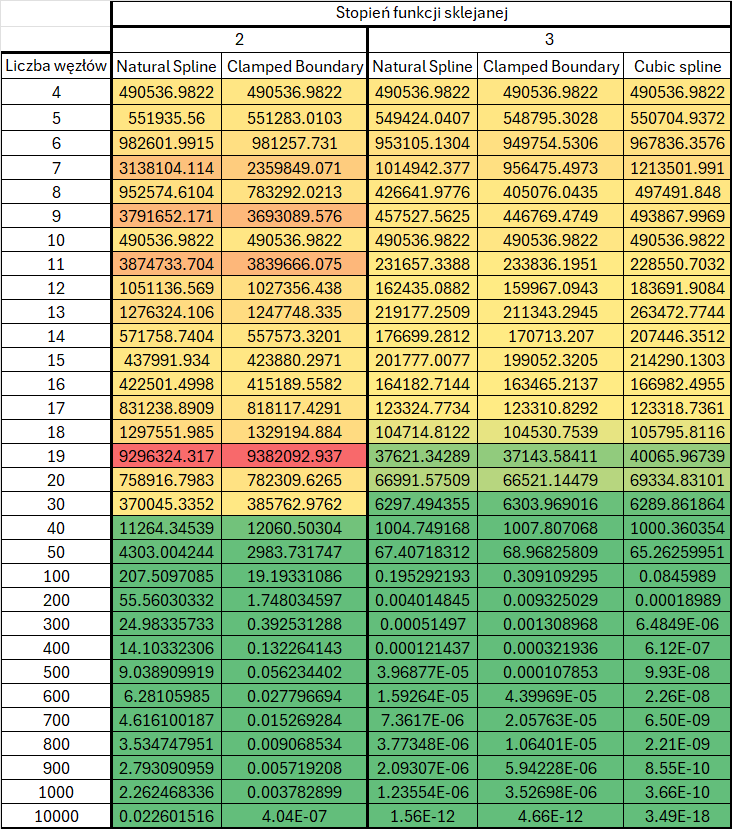 Stopień funkcji sklejanej
2 3
Liczba węzłów Natural Spline Clamped Boundary Natural Spline Clamped Boundary Cubic spline
4 490536.9822 490536.9822 490536.9822 490536.9822 490536.9822
5 551935.56 551283.0103 549424.0407 548795.3028 550704.9372
6 982601.9915 981257.731 953105.1304 949754.5306 967836.3576
7 3138104.114 2359849.071 1014942.377 956475.4973 1213501.991
8 952574.6104 783292.0213 426641.9776 405076.0435 497491.848
9 3791652.171 3693089.576 457527.5625 446769.4749 493867.9969
10 490536.9822 490536.9822 490536.9822 490536.9822 490536.9822
11 3874733.704 3839666.075 231657.3388 233836.1951 228550.7032
12 1051136.569 1027356.438 162435.0882 159967.0943 183691.9084
13 1276324.106 1247748.335 219177.2509 211343.2945 263472.7744
14 571758.7404 557573.3201 176699.2812 170713.207 207446.3512
15 437991.934 423880.2971 201777.0077 199052.3205 214290.1303
16 422501.4998 415189.5582 164182.7144 163465.2137 166982.4955
17 831238.8909 818117.4291 123324.7734 123310.8292 123318.7361
18 1297551.985 1329194.884 104714.8122 104530.7539 105795.8116
19 9296324.317 9382092.937 37621.34289 37143.58411 40065.96739
20 758916.7983 782309.6265 66991.57509 66521.14479 69334.83101
30 370045.3352 385762.9762 6297.494355 6303.969016 6289.861864
40 11264.34539 12060.50304 1004.749168 1007.807068 1000.360354
50 4303.004244 2983.731747 67.40718312 68.96825809 65.26259951
100 207.5097085 19.19331086 0.195292193 0.309109295 0.0845989
200 55.56030332 1.748034597 0.004014845 0.009325029 0.00018989
300 24.98335733 0.392531288 0.00051497 0.001308968 6.4849E-06
400 14.10332306 0.132264143 0.000121437 0.000321936 6.12E-07
500 9.038909919 0.056234402 3.96877E-05 0.000107853 9.93E-08
600 6.28105985 0.027796694 1.59264E-05 4.39969E-05 2.26E-08
700 4.616100187 0.015269284 7.3617E-06 2.05763E-05 6.50E-09
800 3.534747951 0.009068534 3.77348E-06 1.06401E-05 2.21E-09
900 2.793090959 0.005719208 2.09307E-06 5.94228E-06 8.55E-10
1000 2.262468336 0.003782899 1.23554E-06 3.52698E-06 3.66E-10
10000 0.022601516 4.04E-07 1.56E-12 4.66E-12 3.49E-18